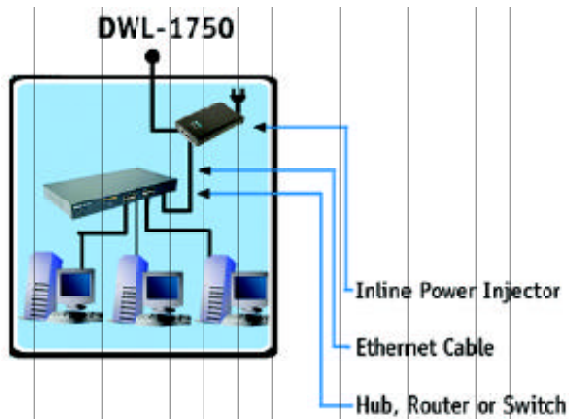 DWL-1750
Inline Power Injector
Ethernet Cable
Hub, Router or Switch